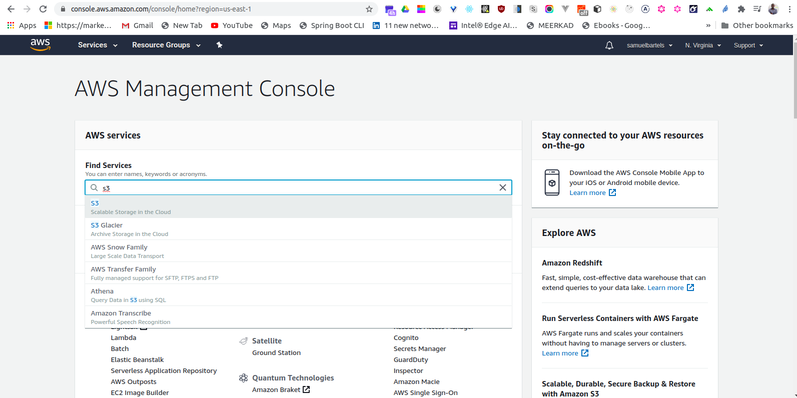 console.aws.amazon.com/console/home?region=us-east-1
Apps
https://marke...
Gmail
New Tab
YouTube
Maps
Spring Boot CLI
11 new netwo...
Intel® Edge AI...
MEERKAD
Ebooks - Goog...
»
Other bookmarks
aws
Services
Resource Groups
samuelbartels
N. Virginia
Support
AWS Management Console
AWS services
Find Services
You can enter names, keywords or acronyms.
s3
S3
Scalable Storage in the Cloud
S3 Glacier
Archive Storage in the Cloud
AWS Snow Family
Large Scale Data Transport
AWS Transfer Family
Fully managed support for SFTP, FTPS and FTP
Athena
Query Data in S3 using SQL
Amazon Transcribe
Powerful Speech Recognition
Lambda
Batch
Elastic Beanstalk
Serverless Application Repository
AWS Outposts
EC2 Image Builder
Satellite
Ground Station
Quantum Technologies
Amazon Braket
Cognito
Secrets Manager
GuardDuty
Inspector
Amazon Macie
AWS Single Sign-On
Stay connected to your AWS resources
on-the-go
Download the AWS Console Mobile App to
your iOS or Android mobile device.
Learn more
Explore AWS
Amazon Redshift
Fast, simple, cost-effective data warehouse that can
extend queries to your data lake. Learn more
Run Serverless Containers with AWS Fargate
AWS Fargate runs and scales your containers
without having to manage servers or clusters.
Learn more
Scalable, Durable, Secure Backup & Restore
with Amazon S3